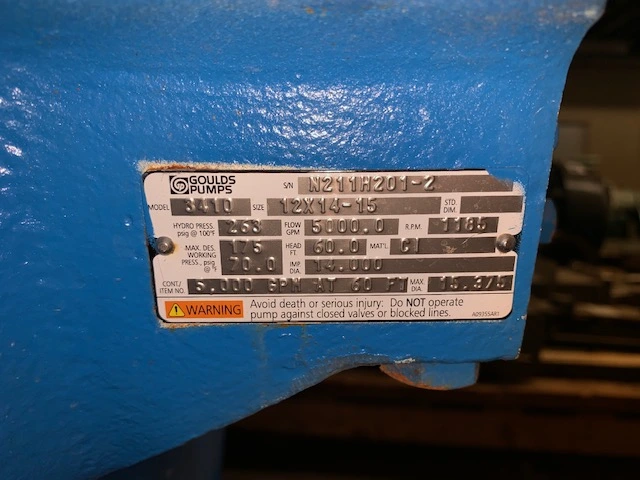 GOULDS PUMPS S/N N211H201-2
MODEL 3410 SIZE 12X14-15 STD. DIM.
HYDRO PRESS. psig @ 100°F 263 FLOW GPM 5000.0 R.P.M. 1185
MAX. DES. WORKING PRESS., psig @ °F 175 70.0 HEAD FT. 60.0 MAT'L CI
IMP. DIA 14.000
CONT./ ITEM NO. 5,000 GPM AT 60 FT MAX. DIA 15.375
WARNING Avoid death or serious injury: Do NOT operate
pump against closed valves or blocked lines.
A09355AR1